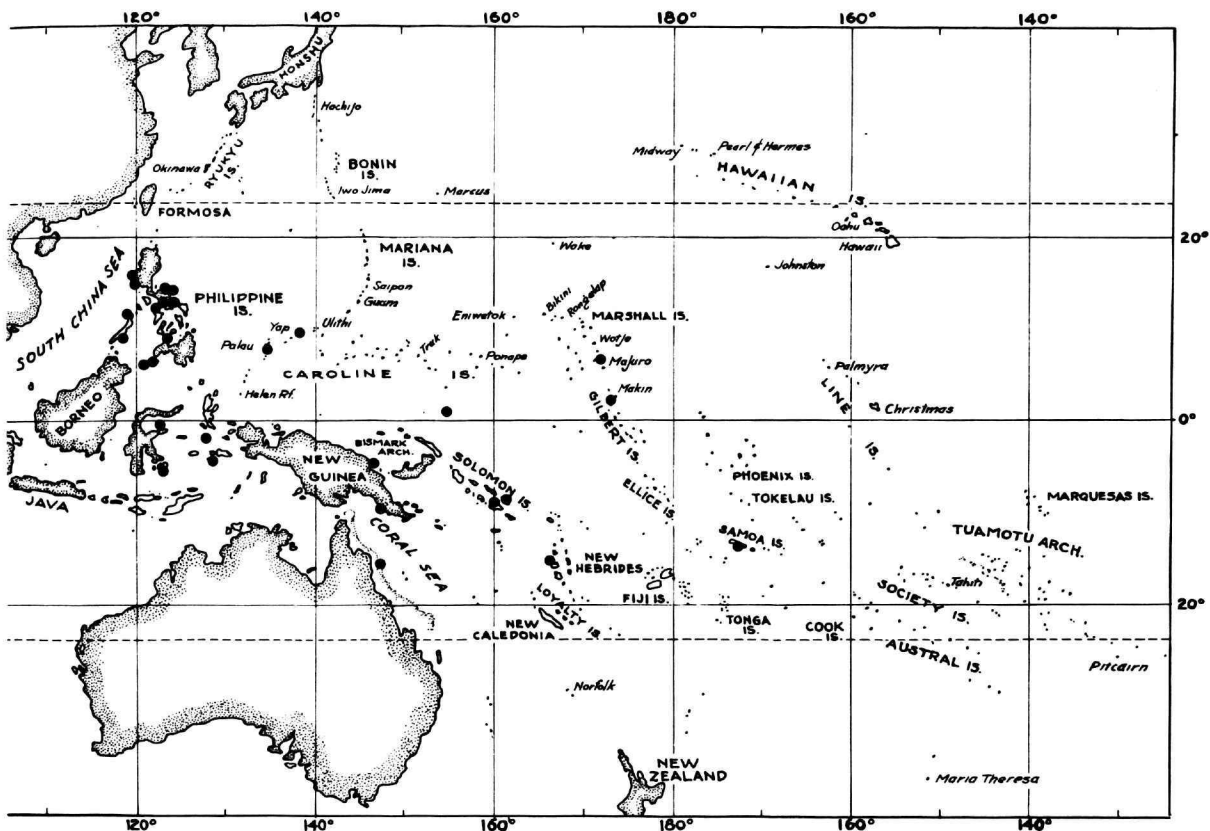 120° 140° 160° 180° 160° 140°
HONSHU
Hachijo
Okinawa
RYUKYU
IS.
BONIN
IS.
Iwo Jima
Marcus
Midway
Pearl & Hermes
HAWAIIAN
IS.
FORMOSA
Oahu
Hawaii
20°
SOUTH CHINA SEA
MARIANA
IS.
Wake
Johnston
Saipan
Guam
PHILIPPINE
IS.
Bikini
Rongelap
Eniwetok
MARSHALL IS.
Yap
Ulithi
Wotje
Palau
Truk
Ponape
Majuro
CAROLINE IS.
Palmyra
Helen Rf.
Makin
LINE
IS.
Christmas
BORNEO
GILBERT IS.
0°
BISMARK
ARCH.
NEW
GUINEA
SOLOMON IS.
PHOENIX IS.
JAVA
ELLICE IS.
TOKELAU IS.
MARQUESAS IS.
CORAL SEA
SAMOA IS.
TUAMOTU ARCH.
NEW
HEBRIDES
Tahiti
FIJI IS.
SOCIETY IS.
LOYALTY IS.
20°
NEW
CALEDONIA
TONGA
IS.
COOK
IS.
AUSTRAL IS.
Pitcairn
Norfolk
NEW
ZEALAND
Maria Theresa
120° 140° 160° 180° 160° 140°